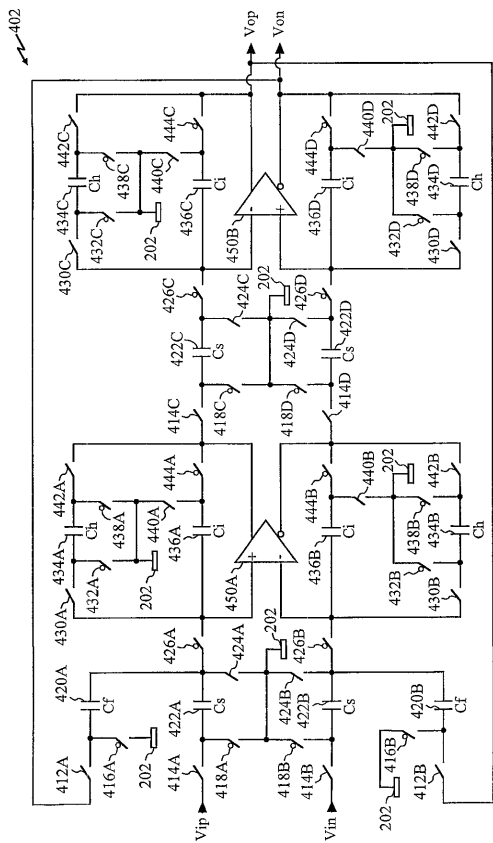 402
412A
420A
430A
434A
442A
430C
434C
442C
Cf
Ch
Ch
416A
432A
438A
432C
438C
202
202
202
440A
440C
414A
422A
426A
436A
444A
414C
422C
426C
436C
444C
Vip
Cs
Ci
Cs
Ci
418A
424A
418C
424C
450A
450B
Vop
202
202
Von
418B
424B
418D
424D
Vin
414B
422B
Cs
426B
436B
Ci
444B
414D
422D
Cs
426D
436D
Ci
444D
440B
440D
202
202
202
416B
432B
438B
432D
438D
412B
420B
Cf
430B
434B
Ch
442B
430D
434D
Ch
442D